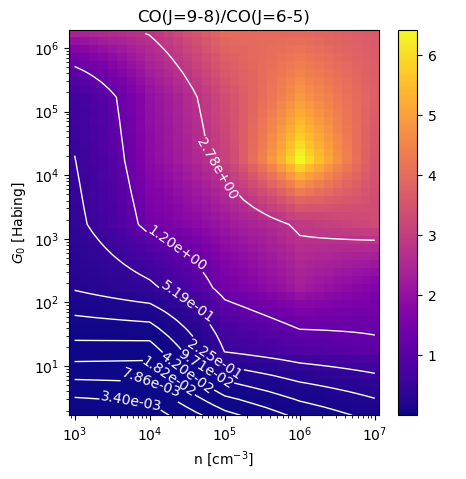 CO(J=9-8)/CO(J=6-5)
G₀ [Habing]
10⁶
10⁵
10⁴
10³
10²
10¹
2.78e+00
1.20e+00
5.19e-01
2.25e-01
9.71e-02
4.20e-02
1.82e-02
7.86e-03
3.40e-03
10³ 10⁴ 10⁵ 10⁶ 10⁷
n [cm⁻³]
6
5
4
3
2
1